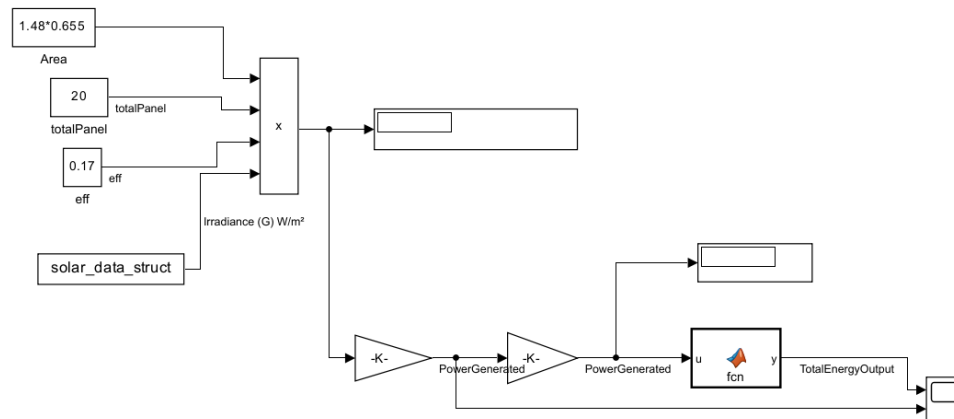 1.48*0.655
Area
20
totalPanel
totalPanel
x
0.17
eff
eff
Irradiance (G) W/m²
solar_data_struct
-K-
PowerGenerated
-K-
PowerGenerated
u
y
fcn
TotalEnergyOutput